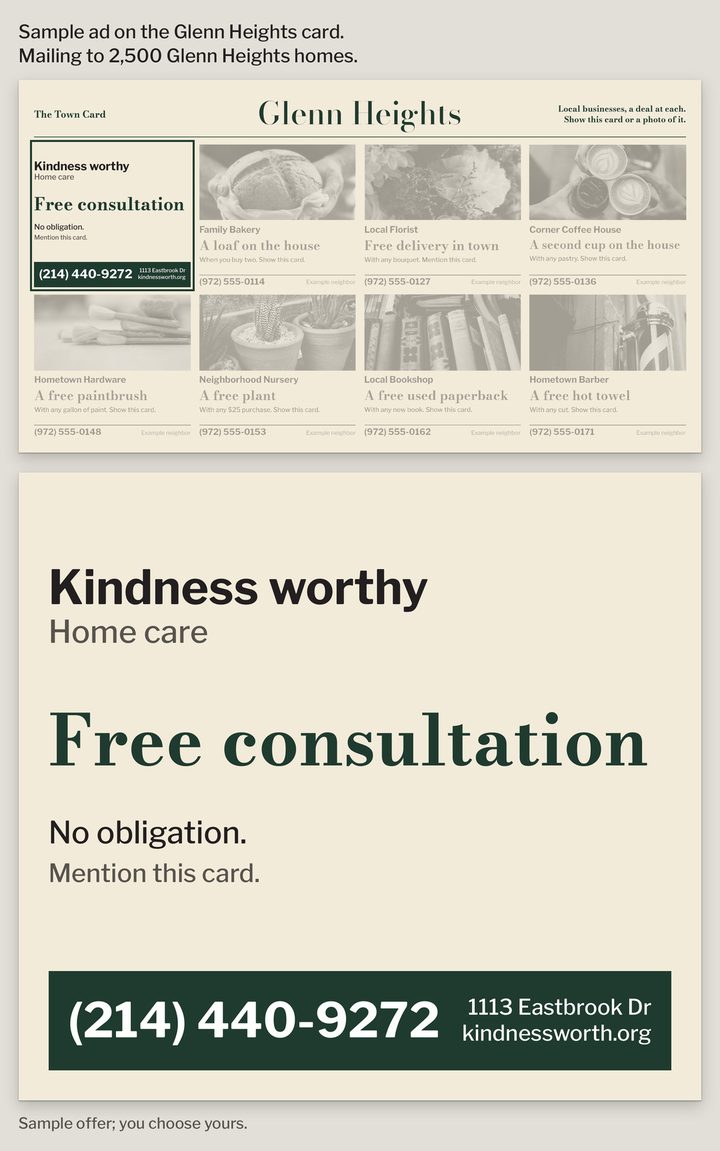 Sample ad on the Glenn Heights card.
Mailing to 2,500 Glenn Heights homes.
The Town Card
Glenn Heights
Local businesses, a deal at each.
Show this card or a photo of it.
Kindness worthy
Home care
Free consultation
No obligation.
Mention this card.
(214) 440-9272
1113 Eastbrook Dr
kindnessworth.org
Family Bakery
A loaf on the house
When you buy two. Show this card.
(972) 555-0114
Example neighbor
Local Florist
Free delivery in town
With any bouquet. Mention this card.
(972) 555-0127
Example neighbor
Corner Coffee House
A second cup on the house
With any pastry. Show this card.
(972) 555-0136
Example neighbor
Hometown Hardware
A free paintbrush
With any gallon of paint. Show this card.
(972) 555-0148
Example neighbor
Neighborhood Nursery
A free plant
With any $25 purchase. Show this card.
(972) 555-0153
Example neighbor
Local Bookshop
A free used paperback
With any new book. Show this card.
(972) 555-0162
Example neighbor
Hometown Barber
A free hot towel
With any cut. Show this card.
(972) 555-0171
Example neighbor
Kindness worthy
Home care
Free consultation
No obligation.
Mention this card.
(214) 440-9272
1113 Eastbrook Dr
kindnessworth.org
Sample offer; you choose yours.